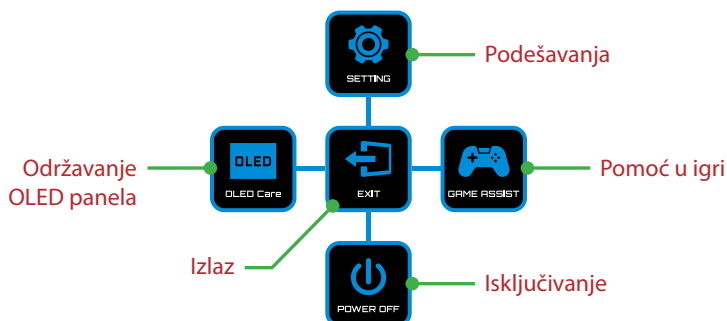 SETTING
Podešavanja
Održavanje
OLED panela
OLED
OLED Care
EXIT
GAME ASSIST
Pomoć u igri
Izlaz
POWER OFF
Isključivanje